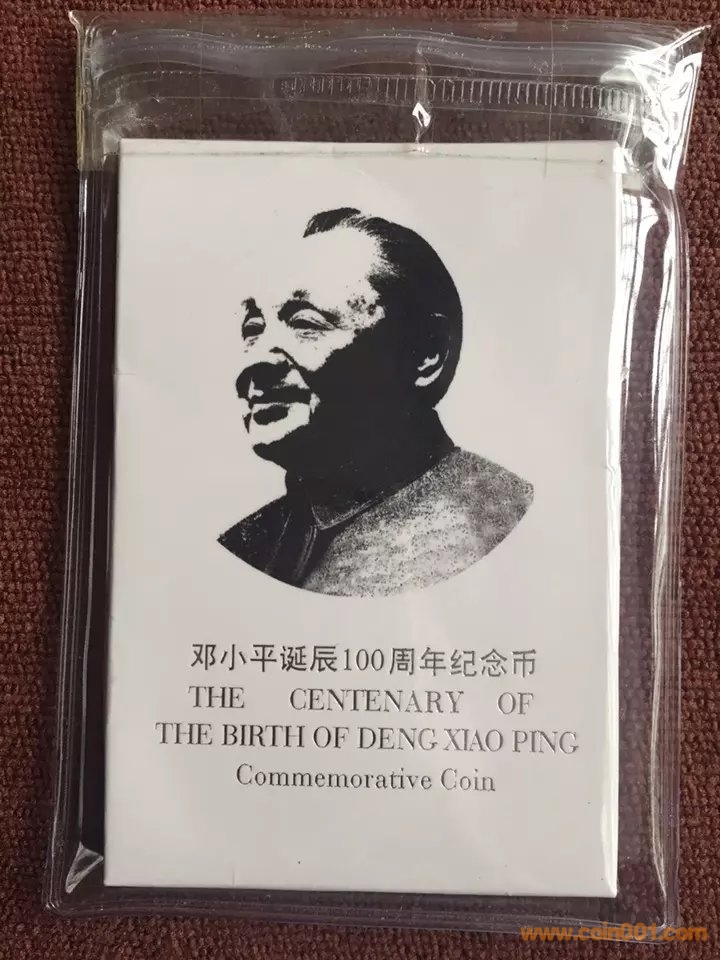 邓小平诞辰100周年纪念币
THE CENTENARY OF
THE BIRTH OF DENG XIAO PING
Commemorative Coin
www.coin001.com